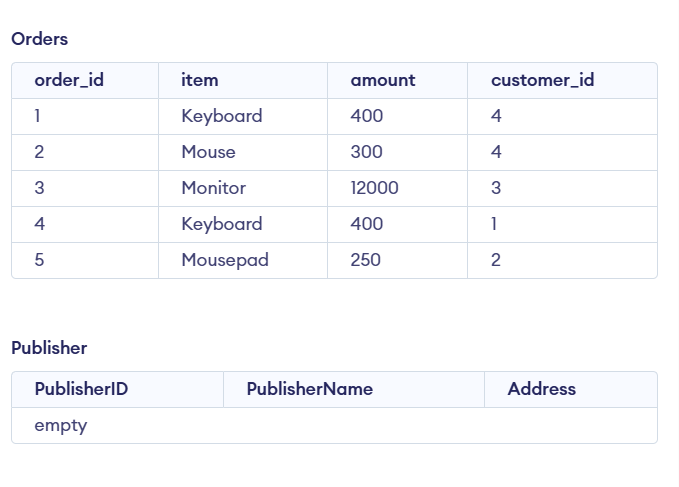 Orders
order_id item amount customer_id
1 Keyboard 400 4
2 Mouse 300 4
3 Monitor 12000 3
4 Keyboard 400 1
5 Mousepad 250 2
Publisher
PublisherID PublisherName Address
empty